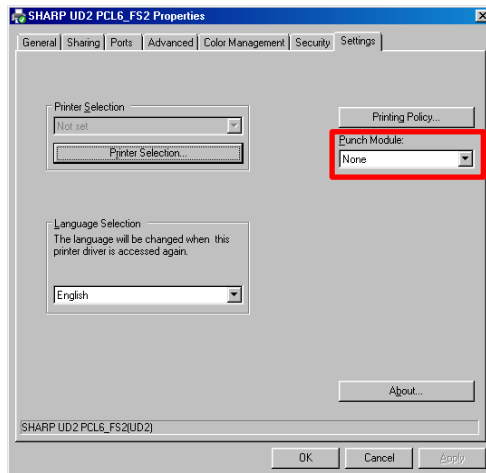 SHARP UD2 PCL6_FS2 Properties
General Sharing Ports Advanced Color Management Security Settings
Printer Selection
Not set
Printer Selection...
Printing Policy...
Punch Module:
None
Language Selection
The language will be changed when this
printer driver is accessed again.
English
About...
SHARP UD2 PCL6_FS2(UD2)
OK Cancel Apply